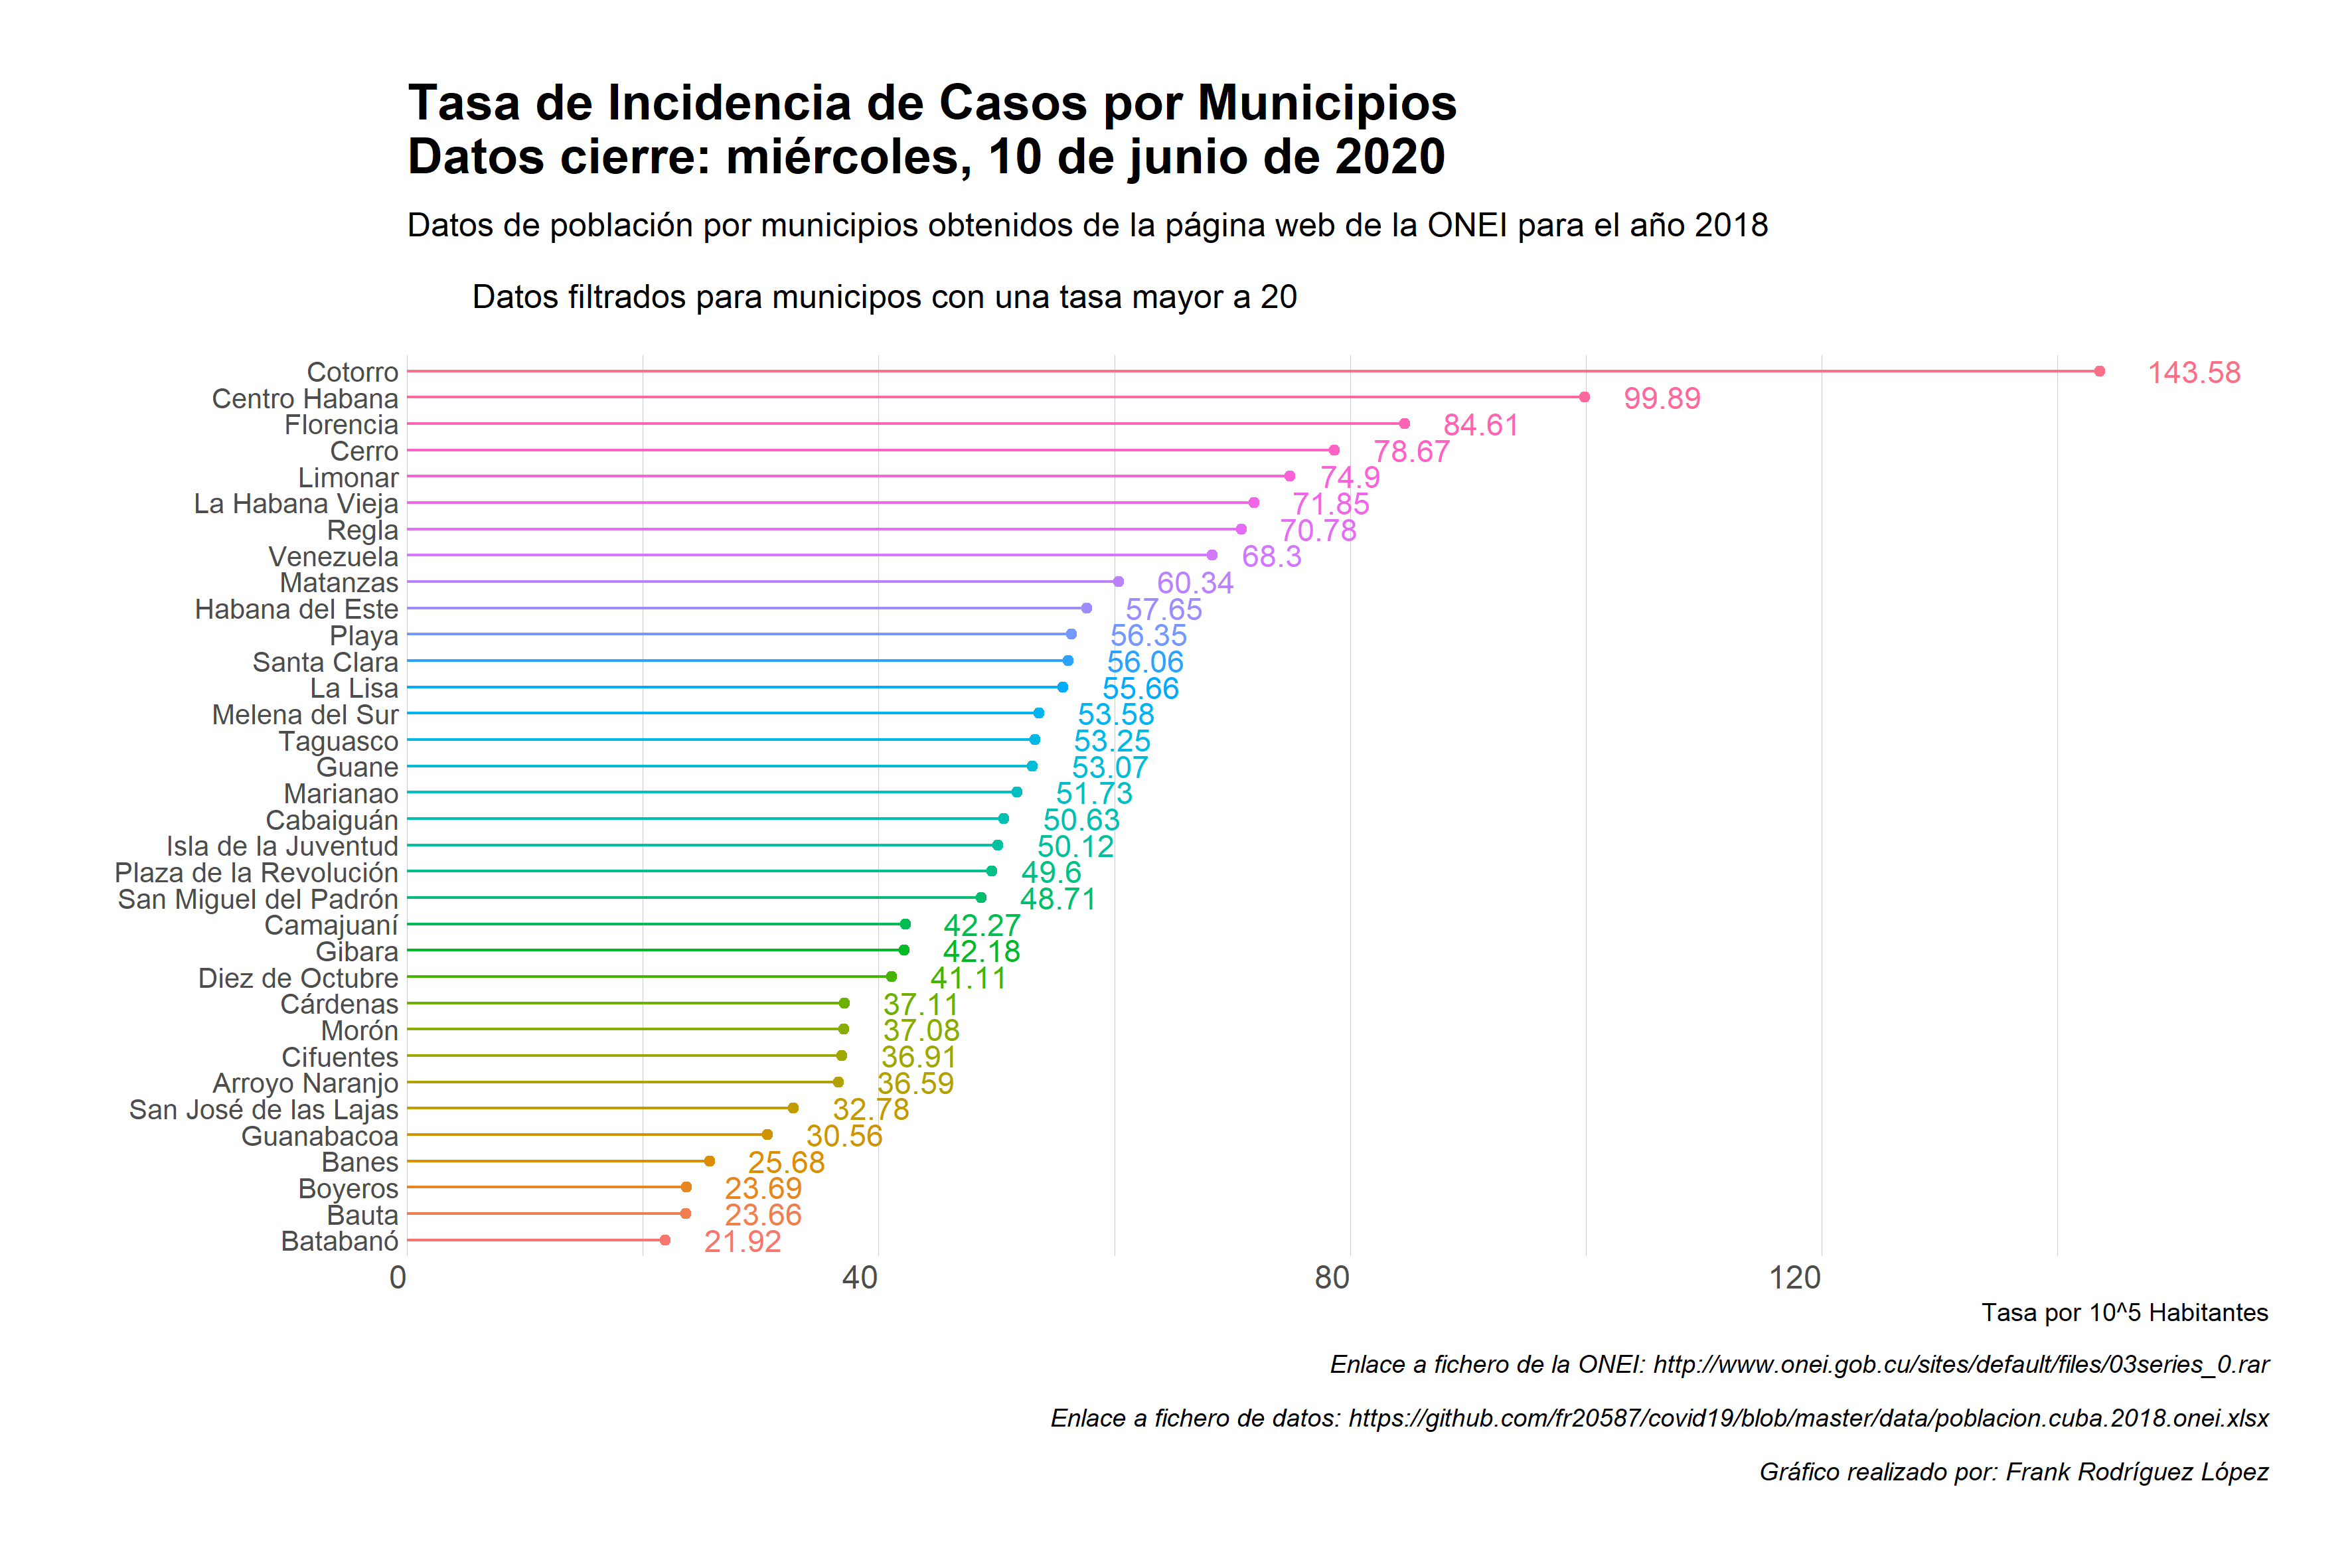 Tasa de Incidencia de Casos por Municipios
Datos cierre: miércoles, 10 de junio de 2020
Datos de población por municipios obtenidos de la página web de la ONEI para el año 2018
Datos filtrados para municipos con una tasa mayor a 20
Cotorro 143.58
Centro Habana 99.89
Florencia 84.61
Cerro 78.67
Limonar 74.9
La Habana Vieja 71.85
Regla 70.78
Venezuela 68.3
Matanzas 60.34
Habana del Este 57.65
Playa 56.35
Santa Clara 56.06
La Lisa 55.66
Melena del Sur 53.58
Taguasco 53.25
Guane 53.07
Marianao 51.73
Cabaiguán 50.63
Isla de la Juventud 50.12
Plaza de la Revolución 49.6
San Miguel del Padrón 48.71
Camajuaní 42.27
Gibara 42.18
Diez de Octubre 41.11
Cárdenas 37.11
Morón 37.08
Cifuentes 36.91
Arroyo Naranjo 36.59
San José de las Lajas 32.78
Guanabacoa 30.56
Banes 25.68
Boyeros 23.69
Bauta 23.66
Batabanó 21.92
0 40 80 120
Tasa por 10^5 Habitantes
Enlace a fichero de la ONEI: http://www.onei.gob.cu/sites/default/files/03series_0.rar
Enlace a fichero de datos: https://github.com/fr20587/covid19/blob/master/data/poblacion.cuba.2018.onei.xlsx
Gráfico realizado por: Frank Rodríguez López